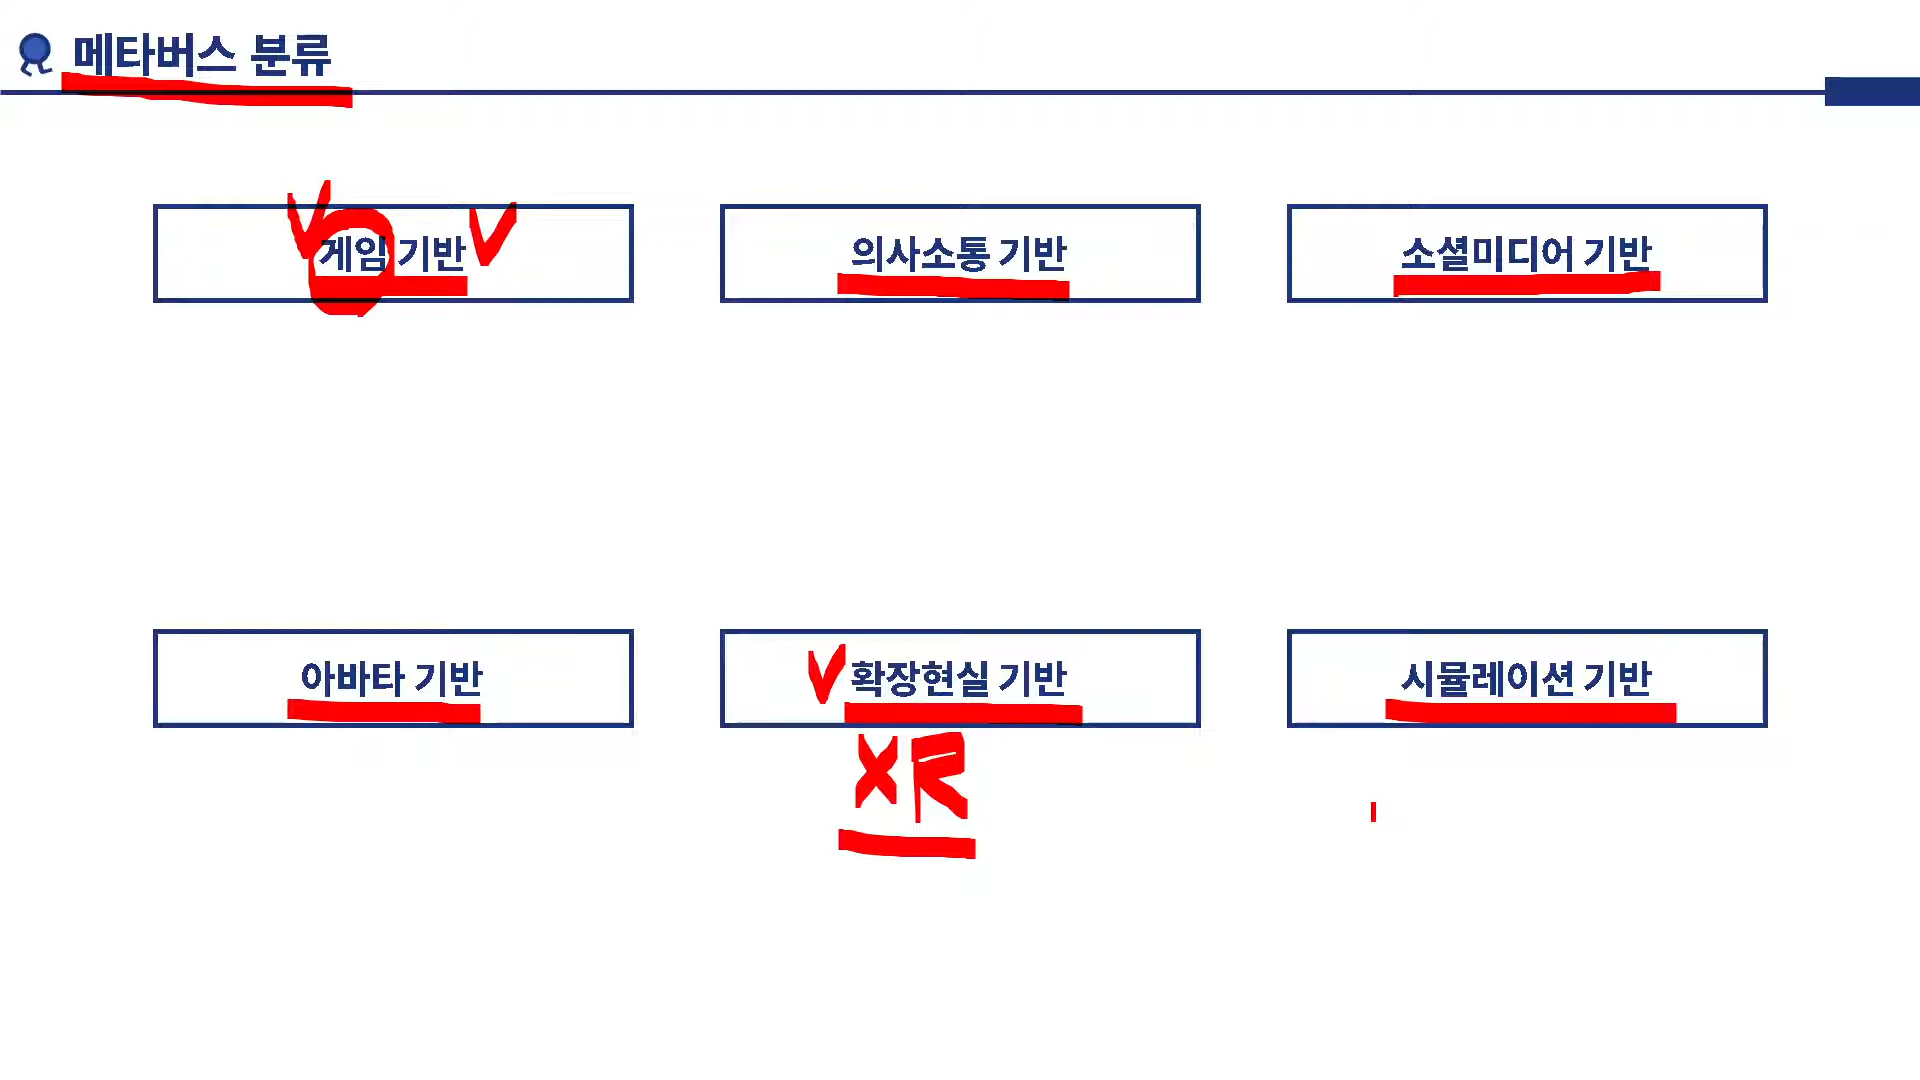 메타버스 분류
게임 기반
의사소통 기반
소셜미디어 기반
아바타 기반
확장현실 기반
시뮬레이션 기반
XR